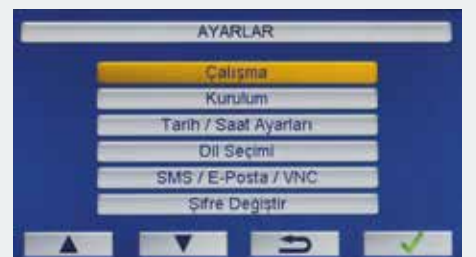 AYARLAR
Çalışma
Kurulum
Tarih / Saat Ayarları
Dil Seçimi
SMS / E-Posta / VNC
Şifre Değiştir